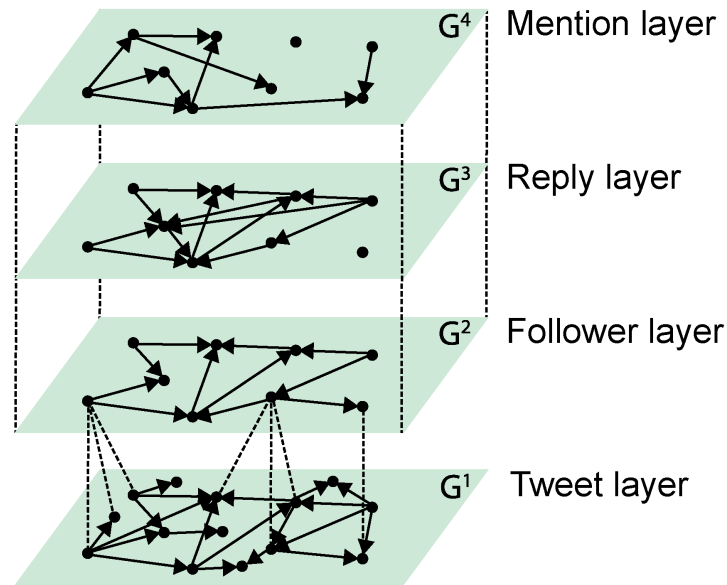 G⁴ Mention layer
G³ Reply layer
G² Follower layer
G¹ Tweet layer